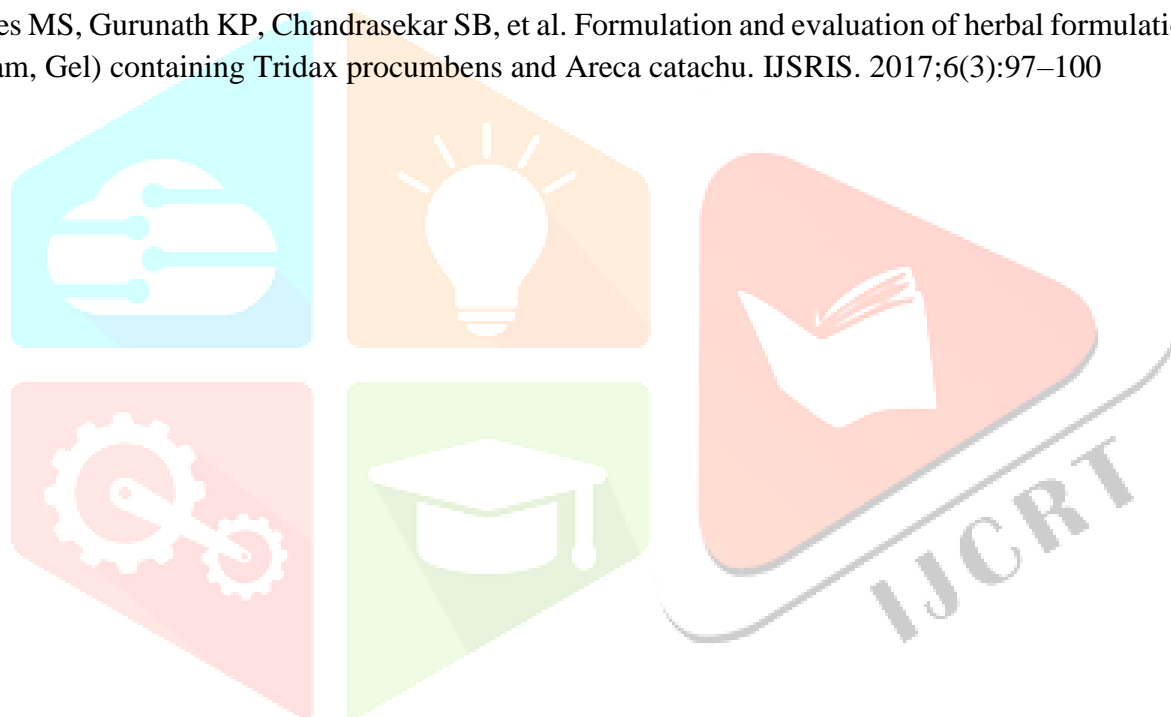 es MS, Gurunath KP, Chandrasekar SB, et al. Formulation and evaluation of herbal formulatio
am, Gel) containing Tridax procumbens and Areca catachu. IJSRIS. 2017;6(3):97–100
IJCRT